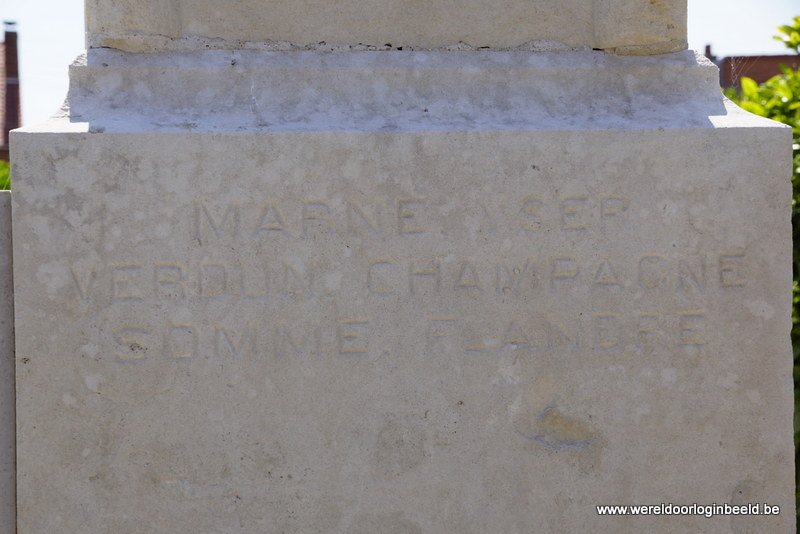 MARNE YSER
VERDUN. CHAMPAGNE
SOMME. FLANDRE
www.wereldoorloginbeeld.be